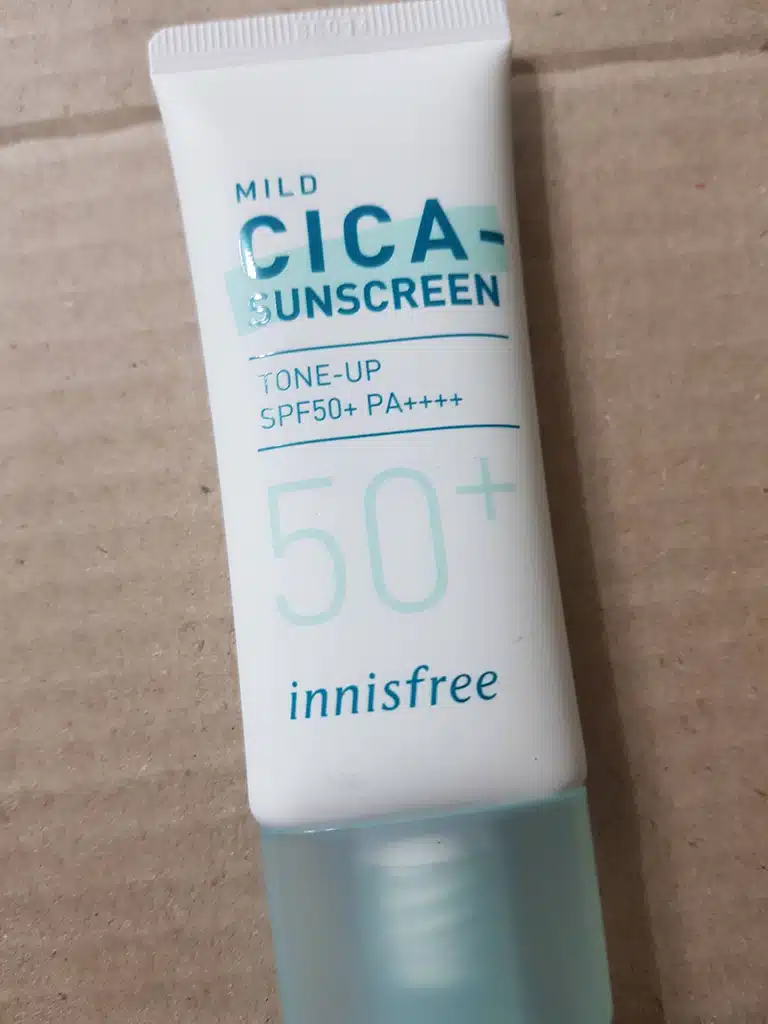 MILD
CICA-
SUNSCREEN
TONE-UP
SPF50+ PA++++
50+
innisfree